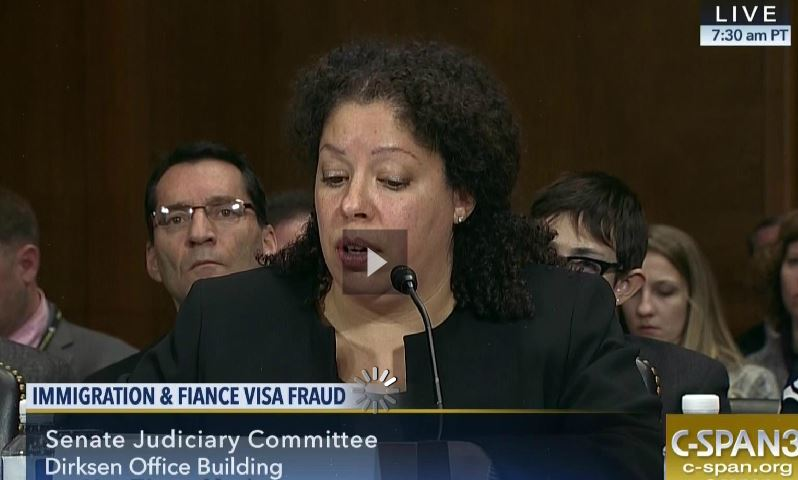 LIVE
7:30 am PT
IMMIGRATION & FIANCE VISA FRAUD
Senate Judiciary Committee
Dirksen Office Building
C-SPAN3
c-span.org